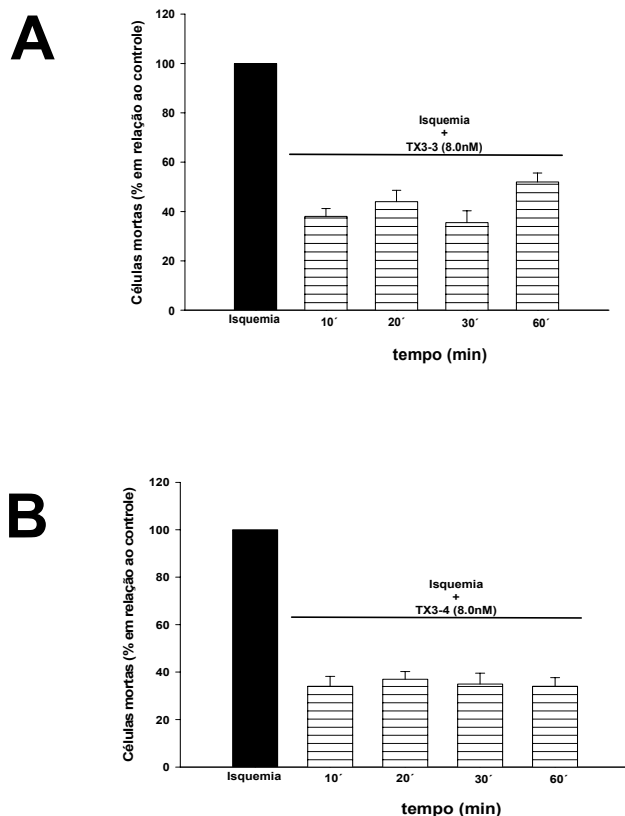 A
Células mortas (% em relação ao controle)
120
100
80
60
40
20
0
Isquemia
+
TX3-3 (8.0nM)
Isquemia
10´
20´
30´
60´
tempo (min)
B
Células mortas (% em relação ao controle)
120
100
80
60
40
20
0
Isquemia
+
TX3-4 (8.0nM)
Isquemia
10´
20´
30´
60´
tempo (min)